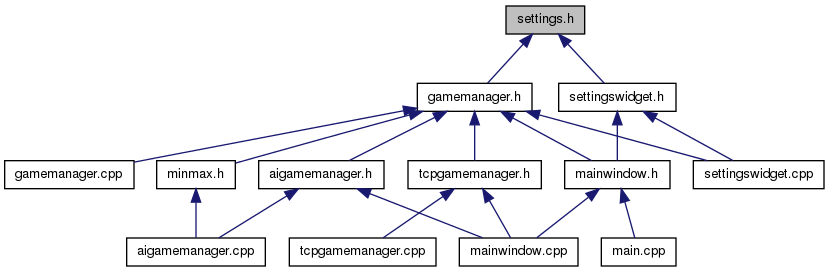 settings.h
gamemanager.h
settingswidget.h
gamemanager.cpp
minmax.h
aigamemanager.h
tcpgamemanager.h
mainwindow.h
settingswidget.cpp
aigamemanager.cpp
tcpgamemanager.cpp
mainwindow.cpp
main.cpp